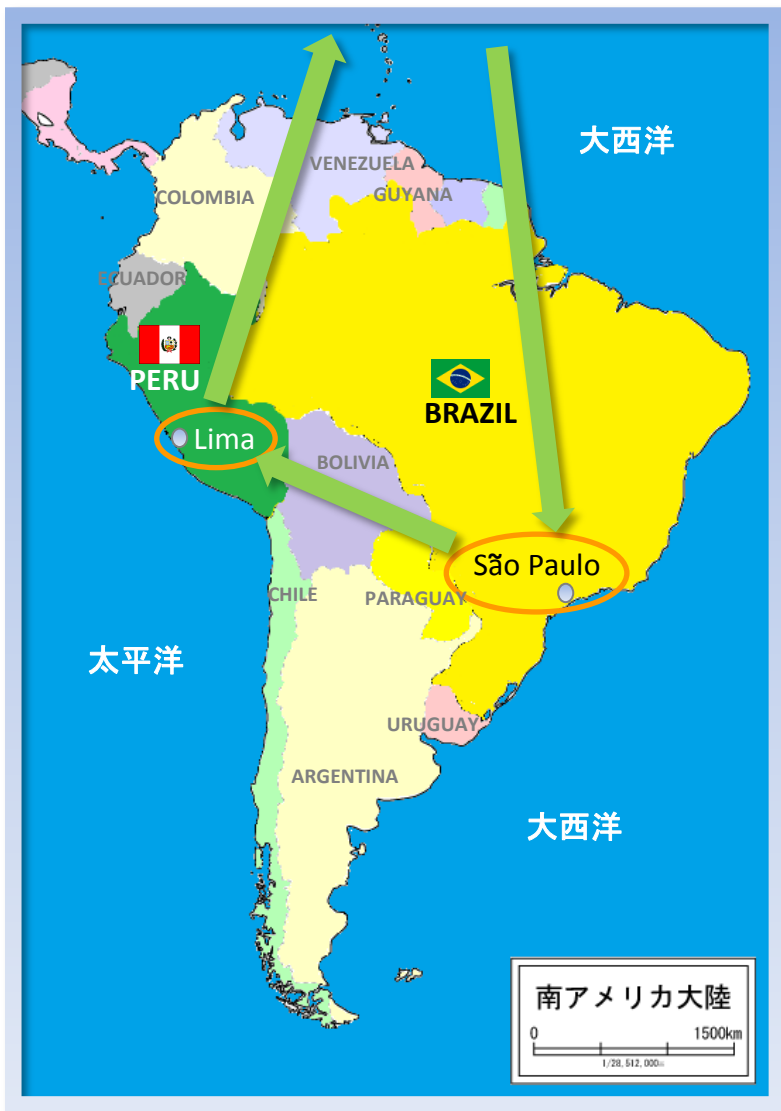 大西洋
VENEZUELA
GUYANA
COLOMBIA
ECUADOR
PERU
BRAZIL
Lima
BOLIVIA
São Paulo
CHILE
PARAGUAY
太平洋
URUGUAY
ARGENTINA
大西洋
南アメリカ大陸
0 1500km